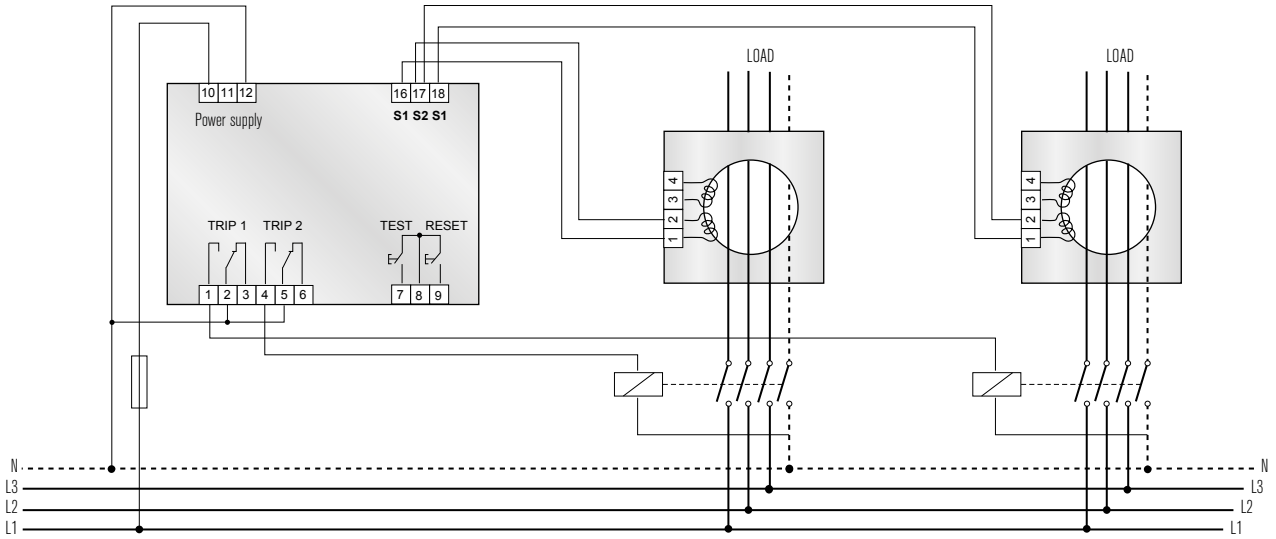 LOAD
LOAD
10 11 12
16 17 18
Power supply
S1 S2 S1
4
3
2
1
4
3
2
1
TRIP 1
TRIP 2
TEST
RESET
1 2 3 4 5 6
7 8 9
N
N
L3
L3
L2
L2
L1
L1